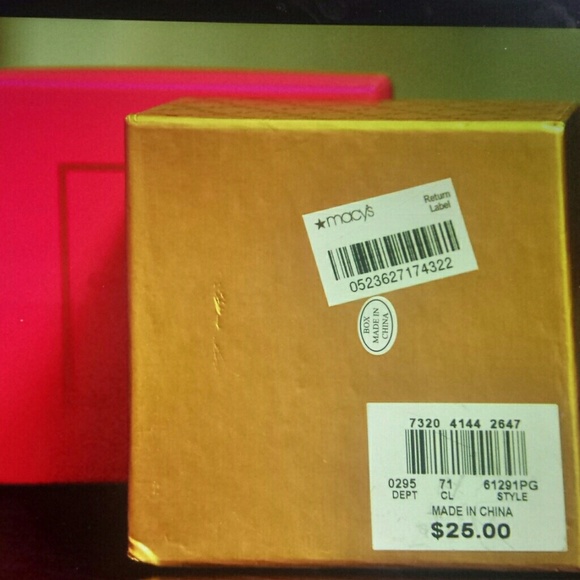 ★macy's
Return
Label
0523627174322
BOX
MADE IN
CHINA
7320 4144 2647
0295 71 61291PG
DEPT CL STYLE
MADE IN CHINA
$25.00